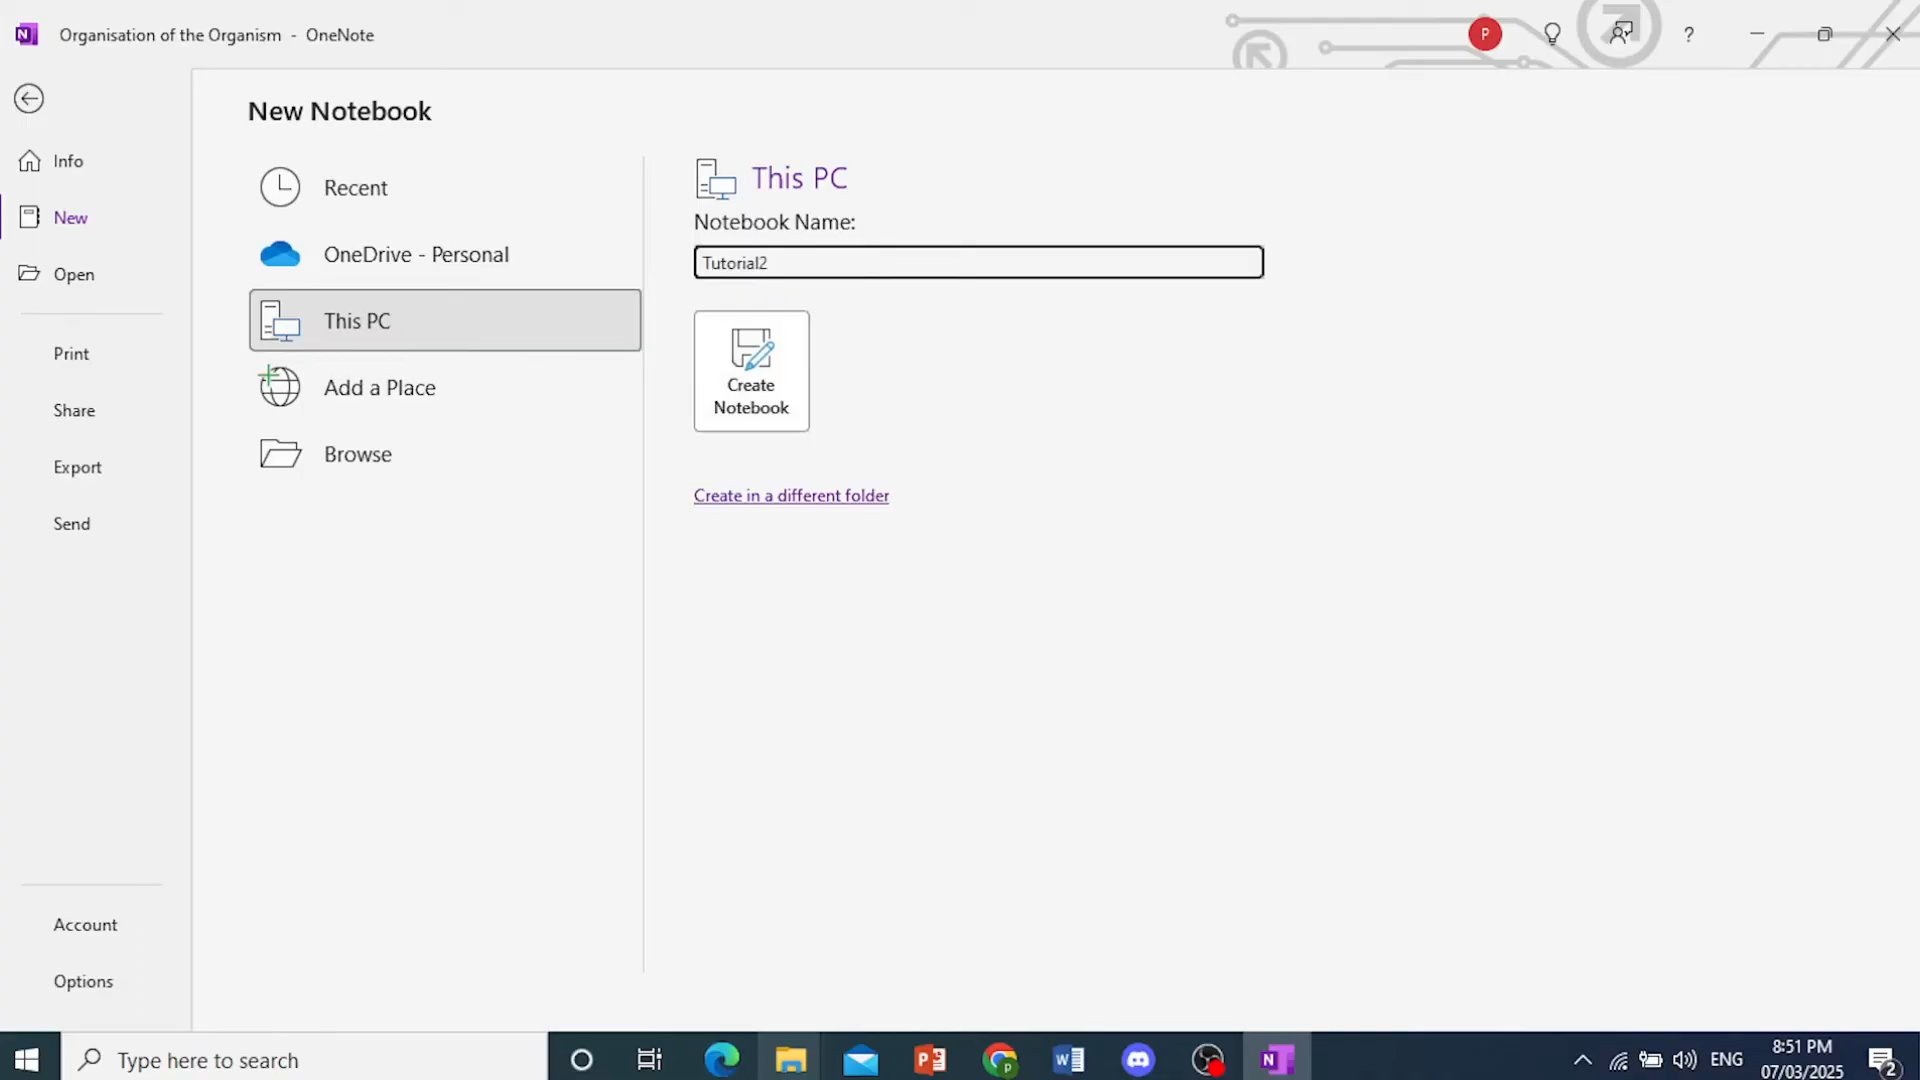 Organisation of the Organism - OneNote
P
?
New Notebook
Info
New
Open
Print
Share
Export
Send
Account
Options
Recent
OneDrive - Personal
This PC
Add a Place
Browse
This PC
Notebook Name:
Tutorial2
Create
Notebook
Create in a different folder
Type here to search
ENG
8:51 PM
07/03/2025
2